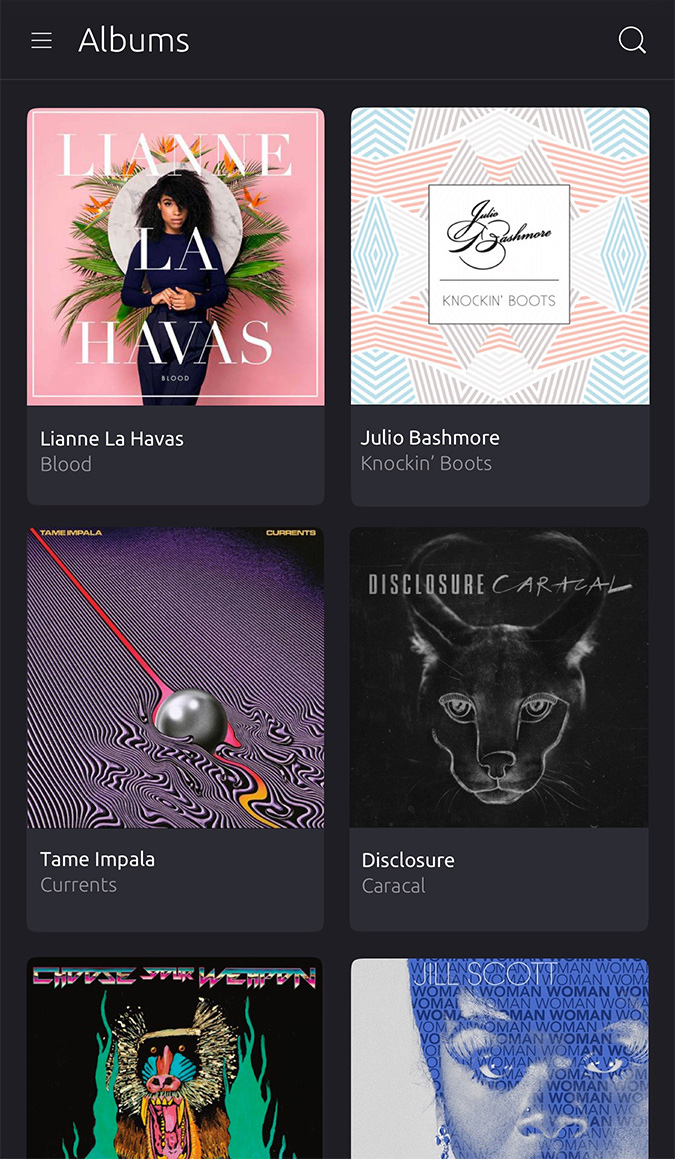 Albums
LIANNE
LA
HAVAS
BLOOD
Julio
Bashmore
KNOCKIN' BOOTS
Lianne La Havas
Blood
Julio Bashmore
Knockin' Boots
TAME IMPALA
CURRENTS
DISCLOSURE CARACAL
Tame Impala
Currents
Disclosure
Caracal
CHOOSE YOUR WEAPON
JILL SCOTT
WOMAN WOMAN
WOMAN WOMAN WOMAN
WOMAN WOMAN
WOMAN WOMAN WOMAN